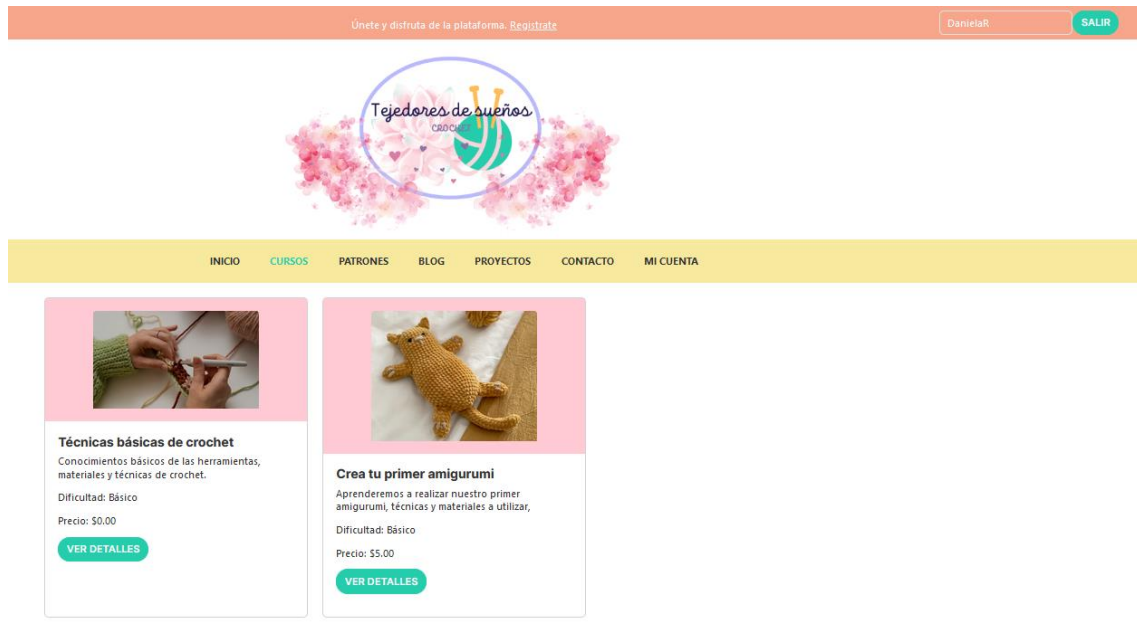 Únete y disfruta de la plataforma. Registrate
DanielaR
SALIR
Tejedores de sueños
CROCHET
INICIO CURSOS PATRONES BLOG PROYECTOS CONTACTO MI CUENTA
Técnicas básicas de crochet
Conocimientos básicos de las herramientas,
materiales y técnicas de crochet.
Dificultad: Básico
Precio: $0.00
VER DETALLES
Crea tu primer amigurumi
Aprenderemos a realizar nuestro primer
amigurumi, técnicas y materiales a utilizar,
Dificultad: Básico
Precio: $5.00
VER DETALLES